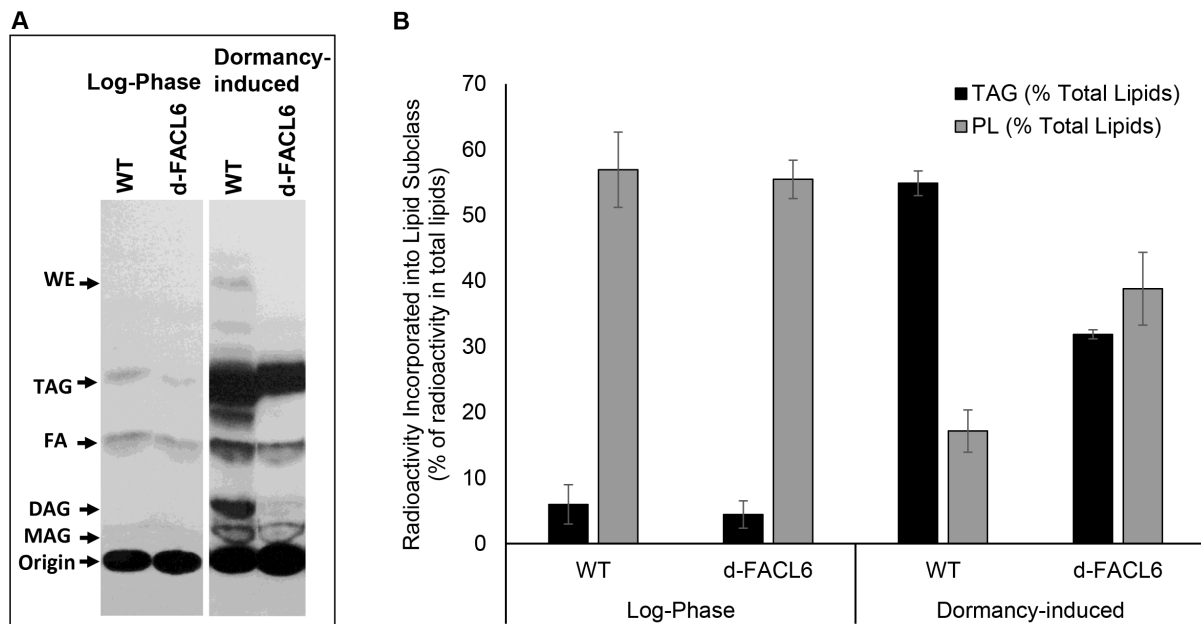 A
Log-Phase
Dormancy-
induced
WT
d-FACL6
WT
d-FACL6
WE
TAG
FA
DAG
MAG
Origin
B
Radioactivity Incorporated into Lipid Subclass
(% of radioactivity in total lipids)
70
60
50
40
30
20
10
0
TAG (% Total Lipids)
PL (% Total Lipids)
WT
d-FACL6
WT
d-FACL6
Log-Phase
Dormancy-induced